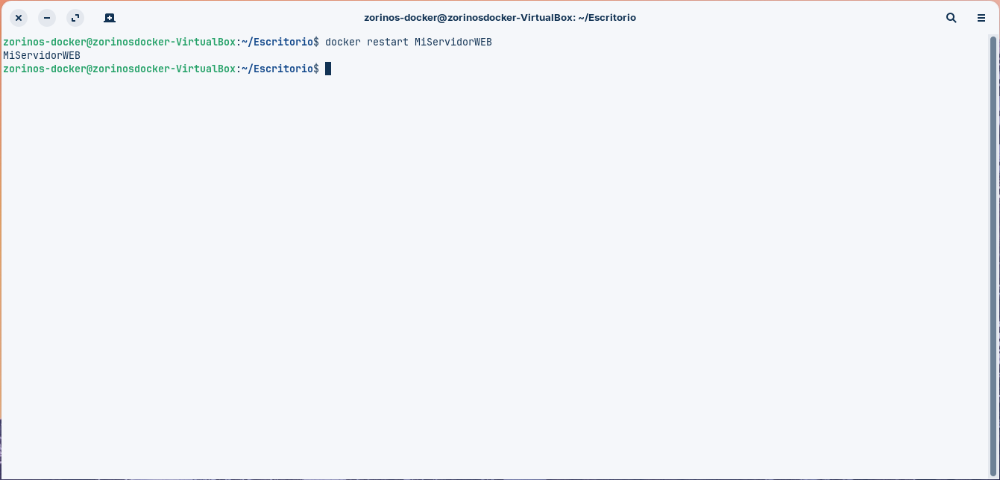 zorinos-docker@zorinosdocker-VirtualBox: ~/Escritorio
zorinos-docker@zorinosdocker-VirtualBox:~/Escritorio$ docker restart MiServidorWEB
MiServidorWEB
zorinos-docker@zorinosdocker-VirtualBox:~/Escritorio$